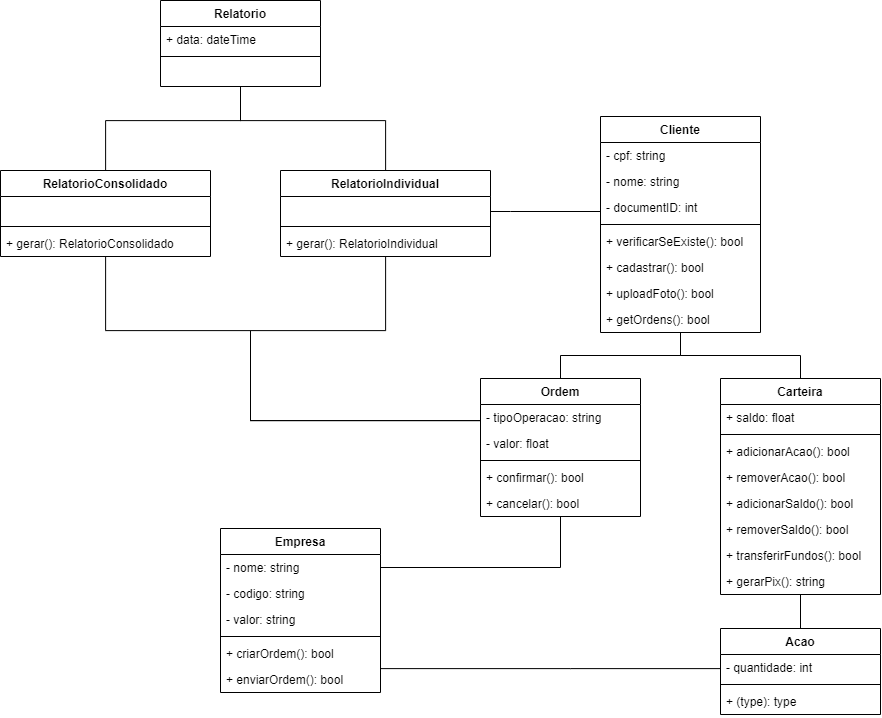 Relatorio
+ data: dateTime
RelatorioConsolidado
+ gerar(): RelatorioConsolidado
RelatorioIndividual
+ gerar(): RelatorioIndividual
Cliente
- cpf: string
- nome: string
- documentID: int
+ verificarSeExiste(): bool
+ cadastrar(): bool
+ uploadFoto(): bool
+ getOrdens(): bool
Ordem
- tipoOperacao: string
- valor: float
+ confirmar(): bool
+ cancelar(): bool
Carteira
+ saldo: float
+ adicionarAcao(): bool
+ removerAcao(): bool
+ adicionarSaldo(): bool
+ removerSaldo(): bool
+ transferirFundos(): bool
+ gerarPix(): string
Empresa
- nome: string
- codigo: string
- valor: string
+ criarOrdem(): bool
+ enviarOrdem(): bool
Acao
- quantidade: int
+ (type): type